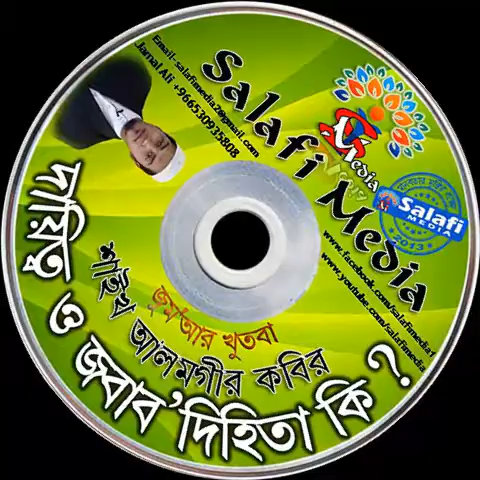 Salafi Media
Email-salafimedia2@gmail.com
Jamal Ali +966530935808
Media
Salafi
MEDIA
2013
www.facebook.com/salafimedia1
www.youtube.com/salafimedia
জুম'আর খুতবা
শাইখ আলমগীর কবির
দায়িত্ব ও জবাব'দিহিতা কি ?